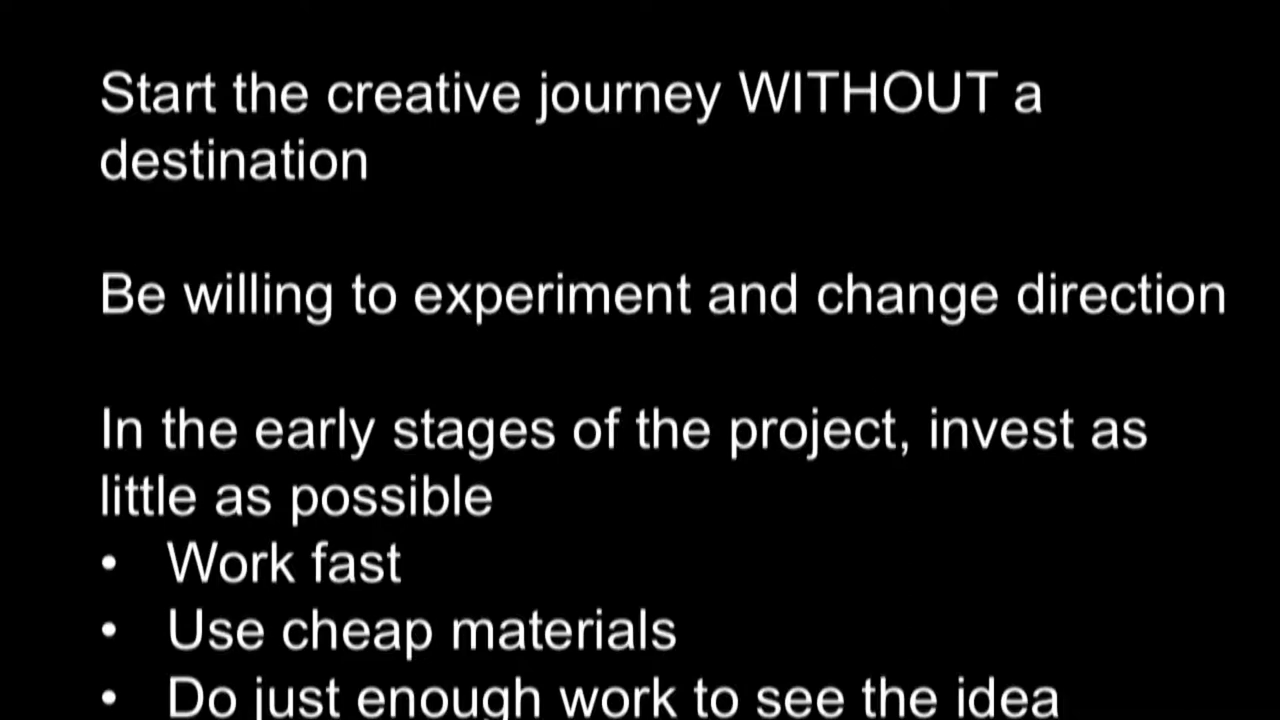 Start the creative journey WITHOUT a
destination
Be willing to experiment and change direction
In the early stages of the project, invest as
little as possible
• Work fast
• Use cheap materials
• Do just enough work to see the idea